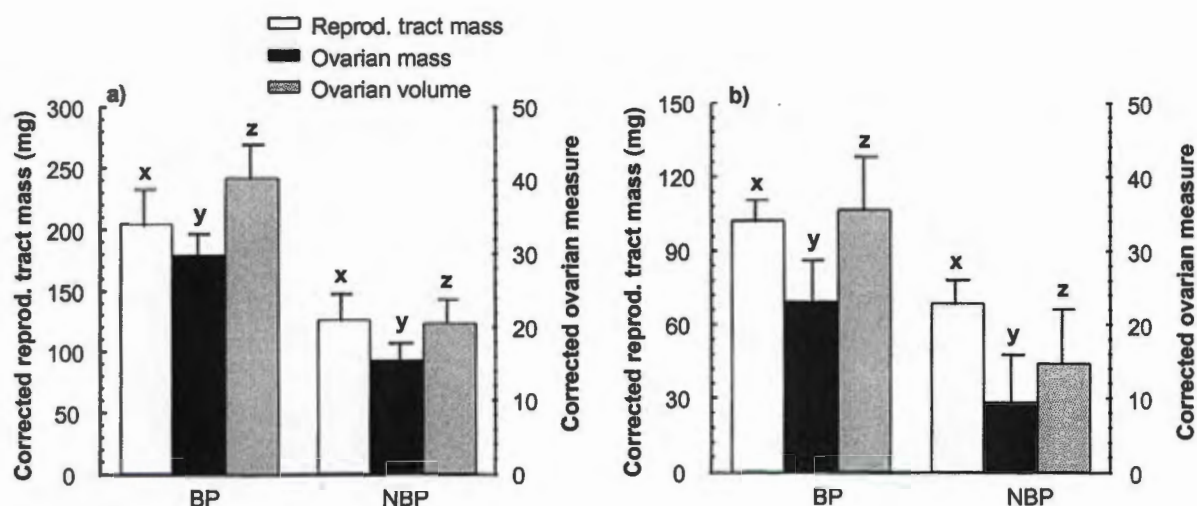 Reprod. tract mass
Ovarian mass
Ovarian volume
a)
Corrected reprod. tract mass (mg)
300
250
200
150
100
50
0
x
y
z
x
y
z
BP
NBP
50
40
30
20
10
0
Corrected ovarian measure
b)
Corrected reprod. tract mass (mg)
150
120
90
60
30
0
x
y
z
x
y
z
BP
NBP
50
40
30
20
10
0
Corrected ovarian measure